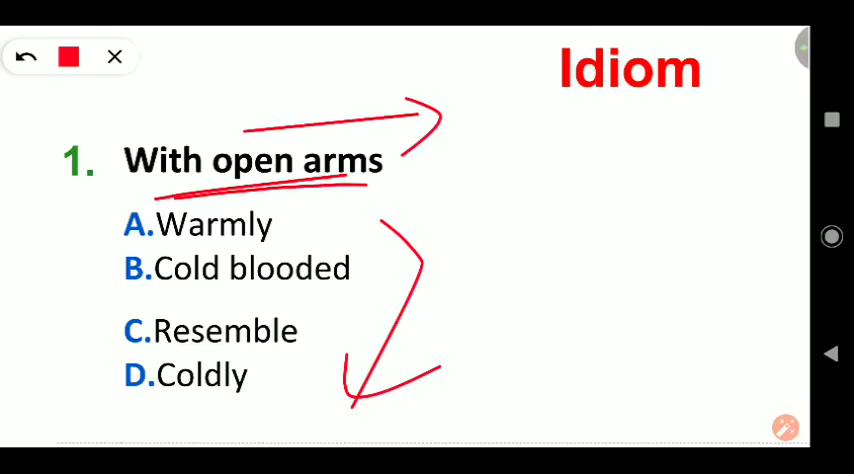 Idiom
1. With open arms
A.Warmly
B.Cold blooded
C.Resemble
D.Coldly